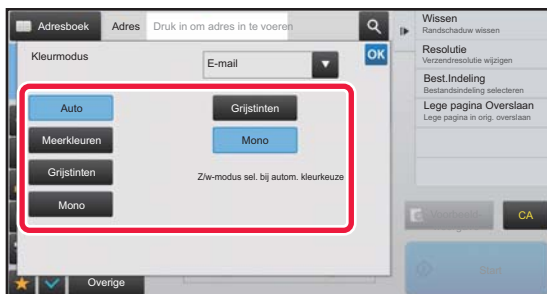 Adresboek
Adres
Druk in om adres in te voeren
Wissen
Randschaduw wissen
Resolutie
Verzendresolutie wijzigen
Best.Indeling
Bestandsindeling selecteren
Lege pagina Overslaan
Lege pagina in orig. overslaan
Kleurmodus
E-mail
OK
Auto
Grijstinten
Meerkleuren
Mono
Grijstinten
Z/w-modus sel. bij autom. kleurkeuze
Mono
CA
Start
Overige